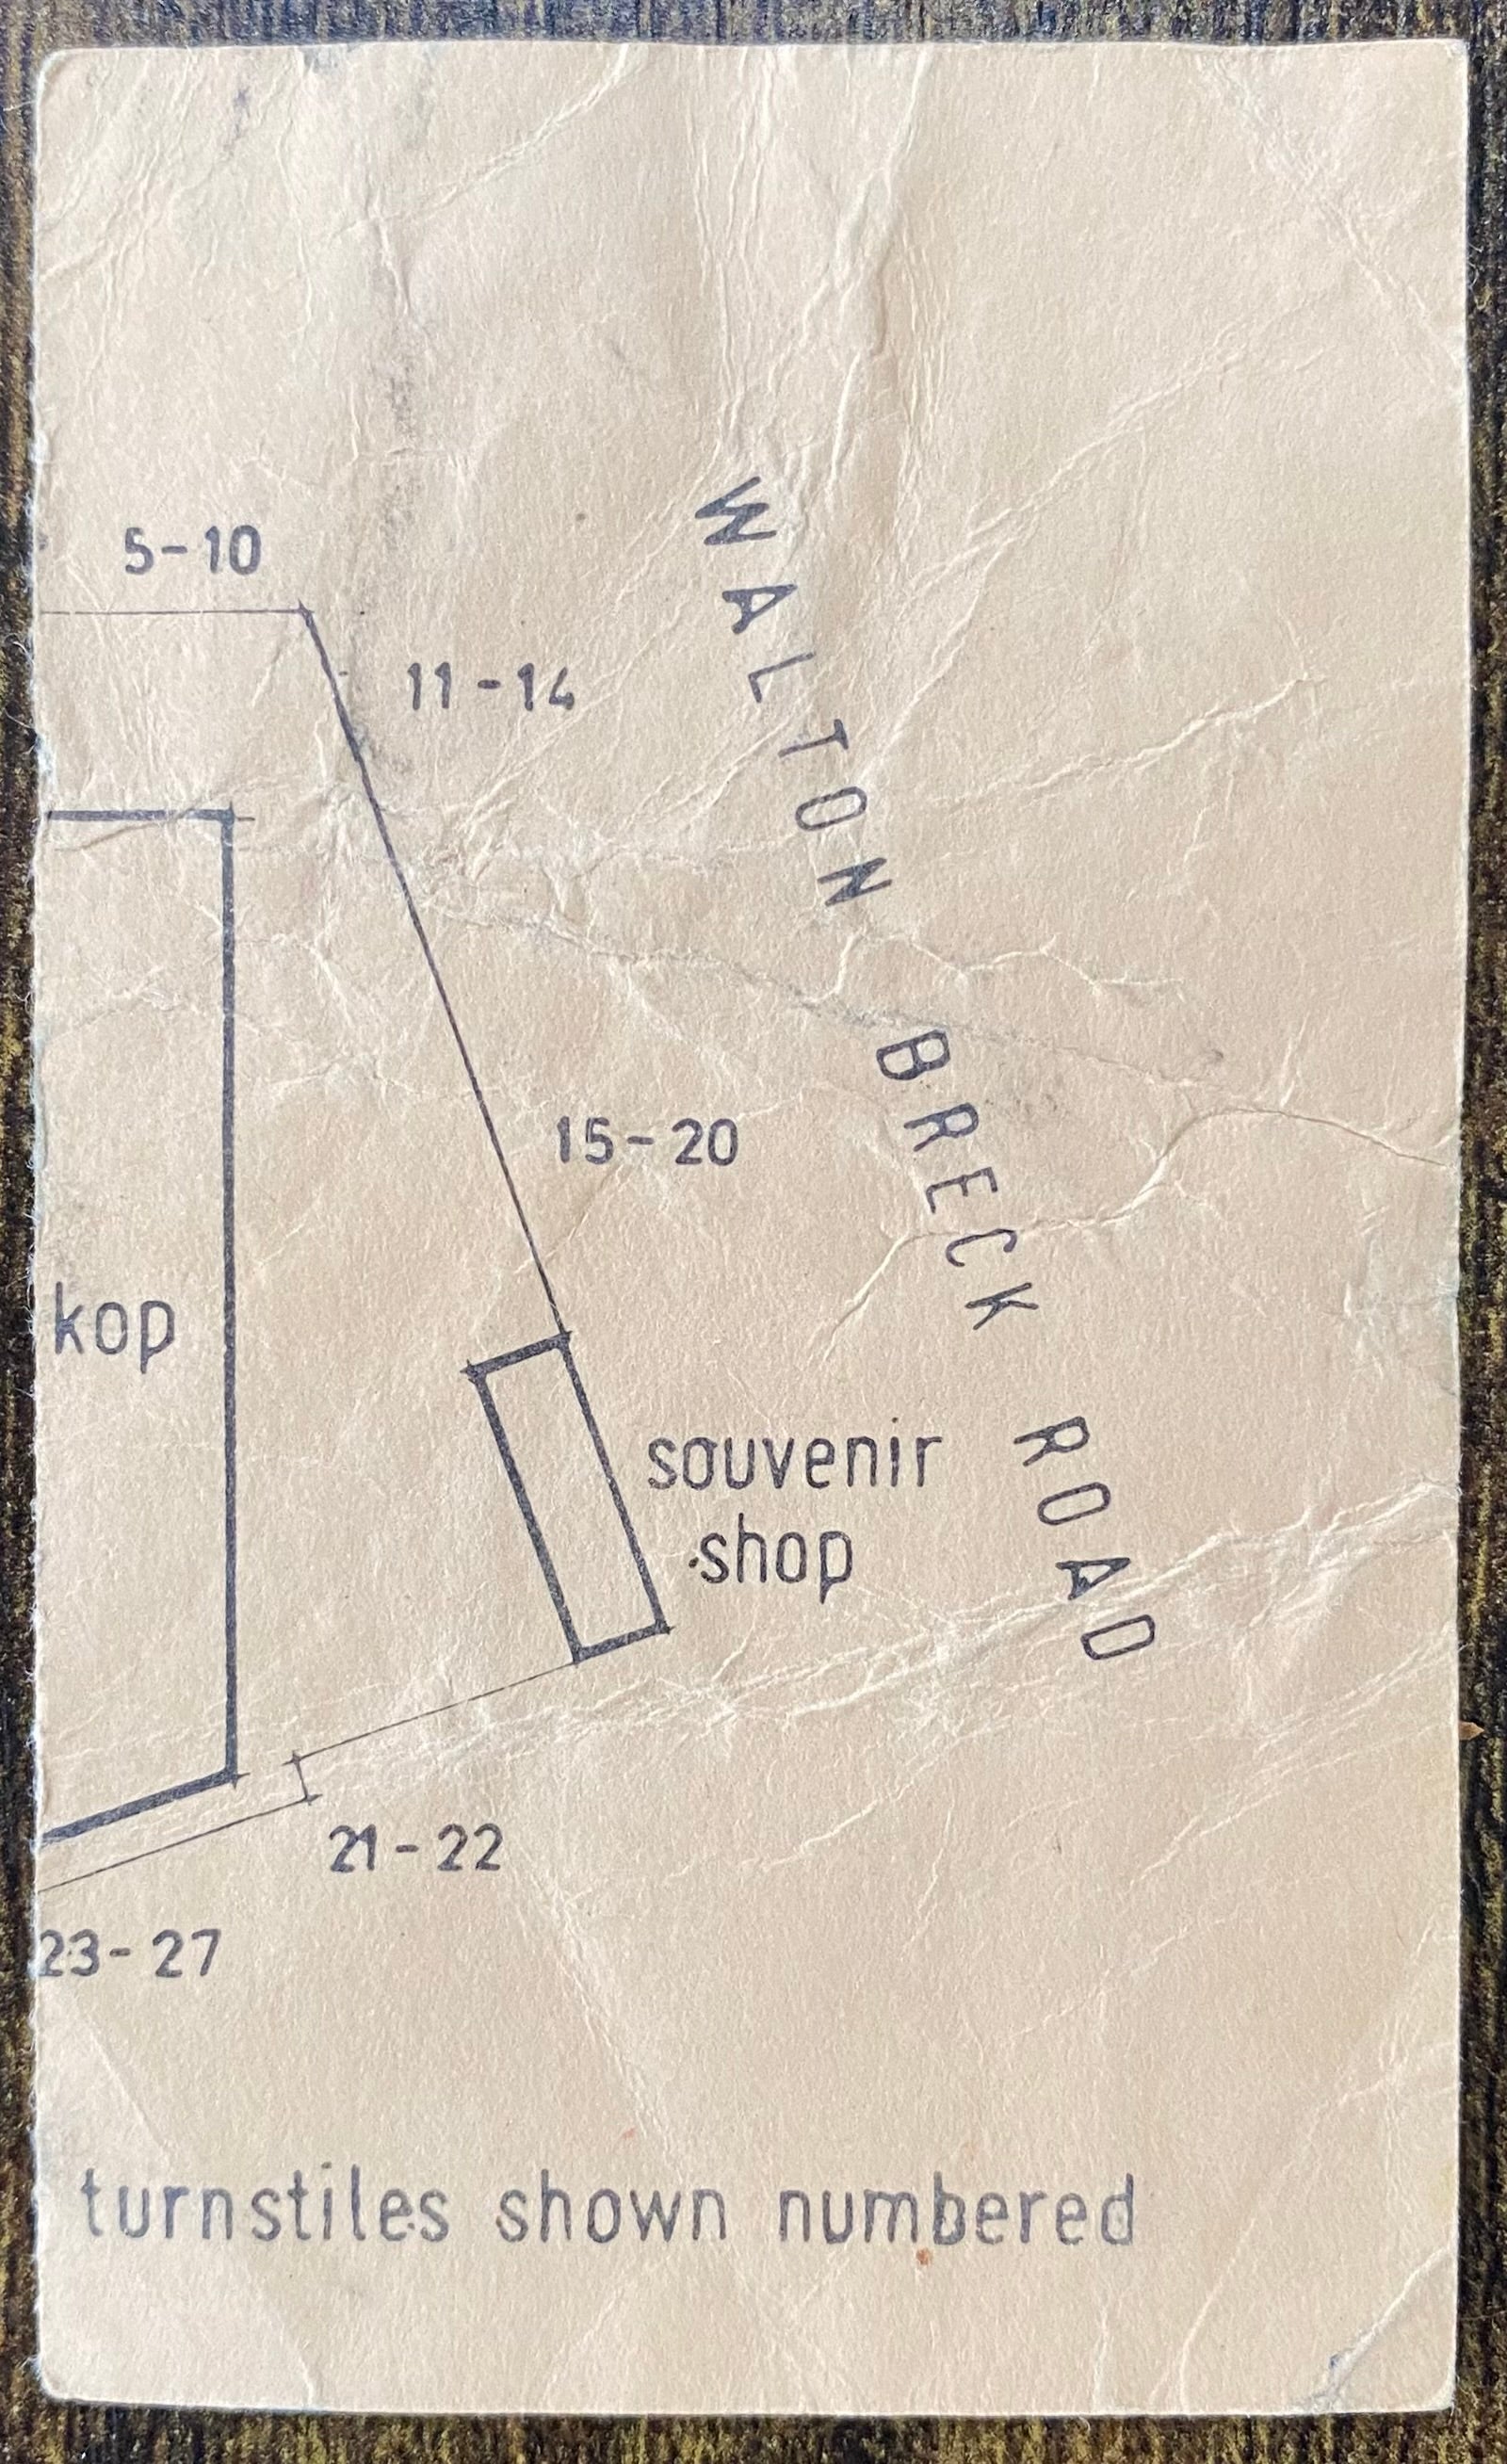 5-10
11-14
WALTON BRECK ROAD
15-20
kop
souvenir
shop
21-22
23-27
turnstiles shown numbered